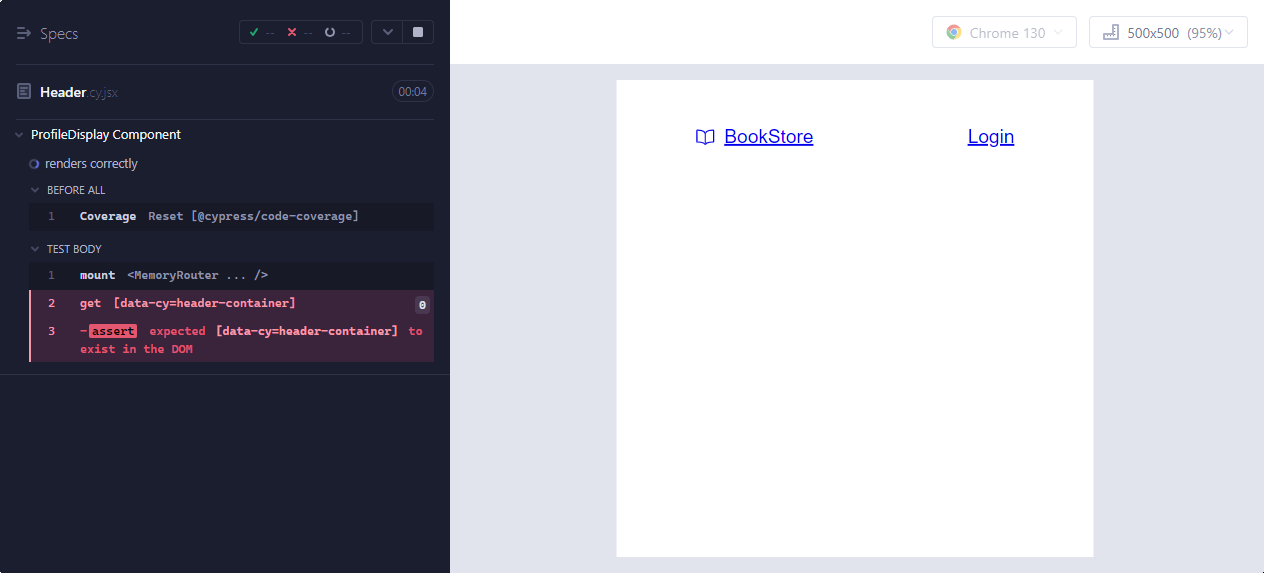 Specs
-- -- --
Chrome 130
500x500 (95%)
Header.cy.jsx
00:04
ProfileDisplay Component
renders correctly
BEFORE ALL
1 Coverage Reset [@cypress/code-coverage]
TEST BODY
1 mount <MemoryRouter ... />
2 get [data-cy=header-container] 0
3 -assert expected [data-cy=header-container] to
exist in the DOM
BookStore
Login